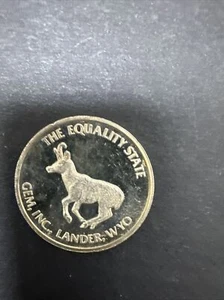 THE EQUALITY STATE
GEM, INC., LANDER, WYO